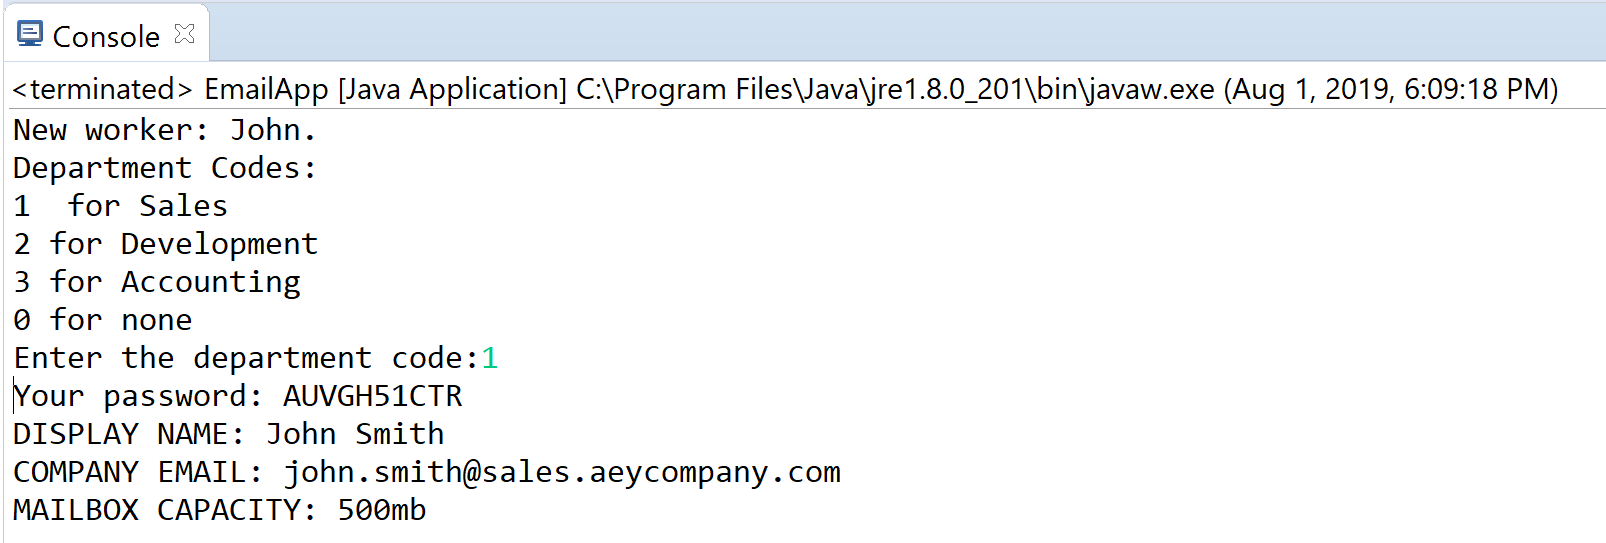 Console
<terminated> EmailApp [Java Application] C:\Program Files\Java\jre1.8.0_201\bin\javaw.exe (Aug 1, 2019, 6:09:18 PM)
New worker: John.
Department Codes:
1  for Sales
2 for Development
3 for Accounting
0 for none
Enter the department code:1
Your password: AUVGH51CTR
DISPLAY NAME: John Smith
COMPANY EMAIL: john.smith@sales.aeycompany.com
MAILBOX CAPACITY: 500mb